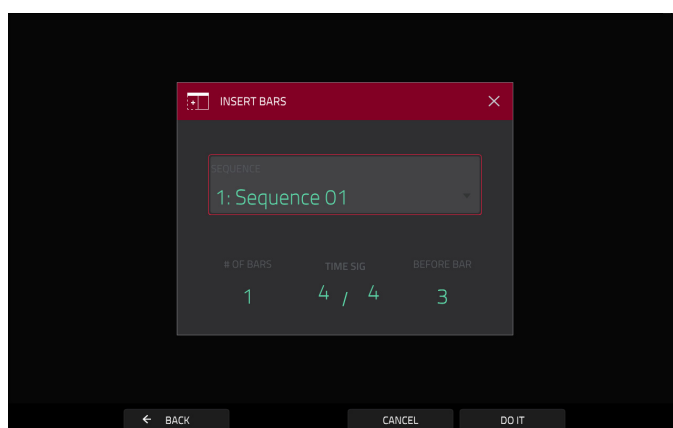 INSERT BARS
SEQUENCE
1: Sequence 01
# OF BARS TIME SIG BEFORE BAR
1 4 / 4 3
BACK CANCEL DO IT